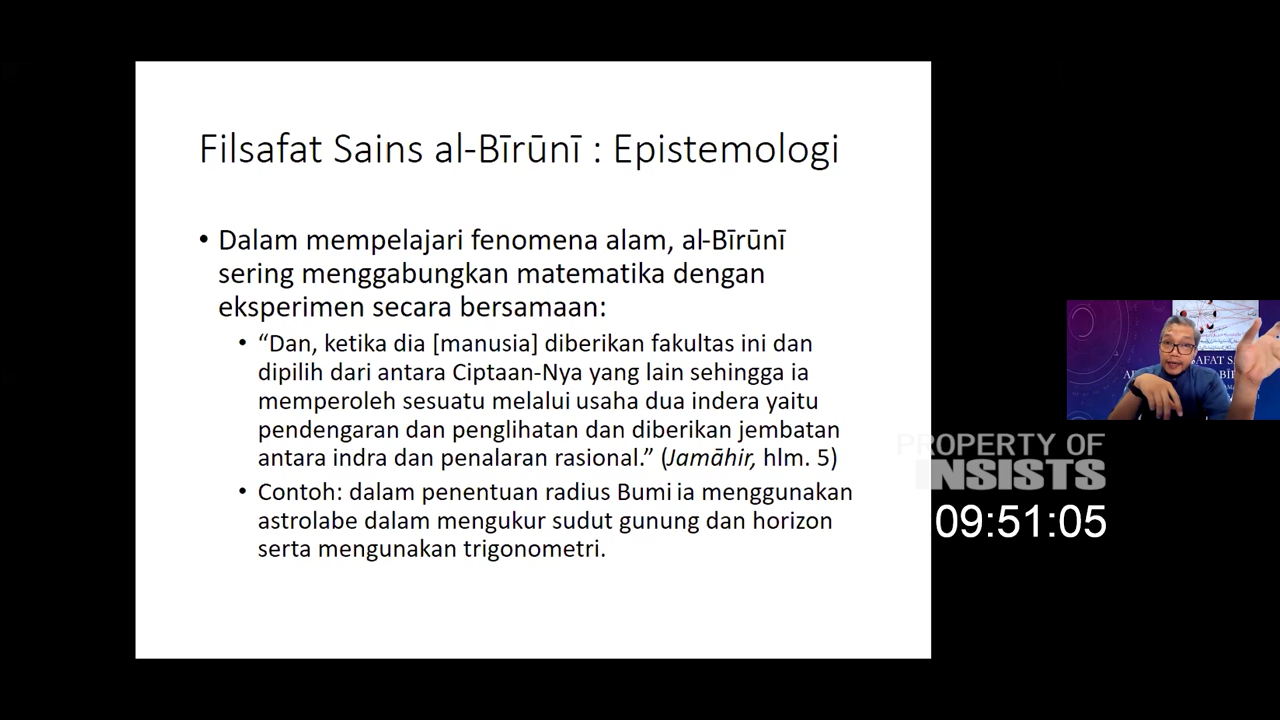 Filsafat Sains al-Bīrūnī : Epistemologi
• Dalam mempelajari fenomena alam, al-Bīrūnī
sering menggabungkan matematika dengan
eksperimen secara bersamaan:
• “Dan, ketika dia [manusia] diberikan fakultas ini dan
dipilih dari antara Ciptaan-Nya yang lain sehingga ia
memperoleh sesuatu melalui usaha dua indera yaitu
pendengaran dan penglihatan dan diberikan jembatan
antara indra dan penalaran rasional.” (Jamāhir, hlm. 5)
• Contoh: dalam penentuan radius Bumi ia menggunakan
astrolabe dalam mengukur sudut gunung dan horizon
serta mengunakan trigonometri.
PROPERTY OF
INSISTS
09:51:05